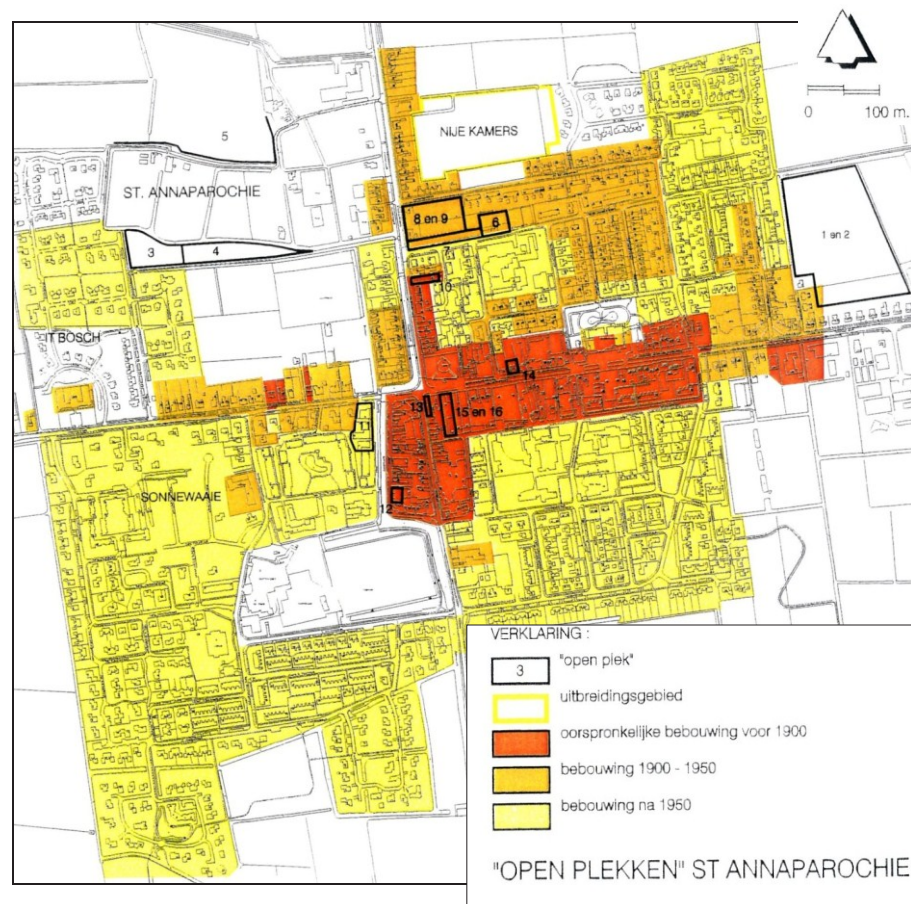 0 100 m.
5
NIJE KAMERS
ST. ANNAPAROCHIE
8 en 9
6
1 en 2
3
4
7
10
IT BOSCH
14
13
15 en 16
11
SONNEWAAIE
12
VERKLARING :
3 "open plek"
uitbreidingsgebied
oorspronkelijke bebouwing voor 1900
bebouwing 1900 - 1950
bebouwing na 1950
"OPEN PLEKKEN" ST ANNAPAROCHIE